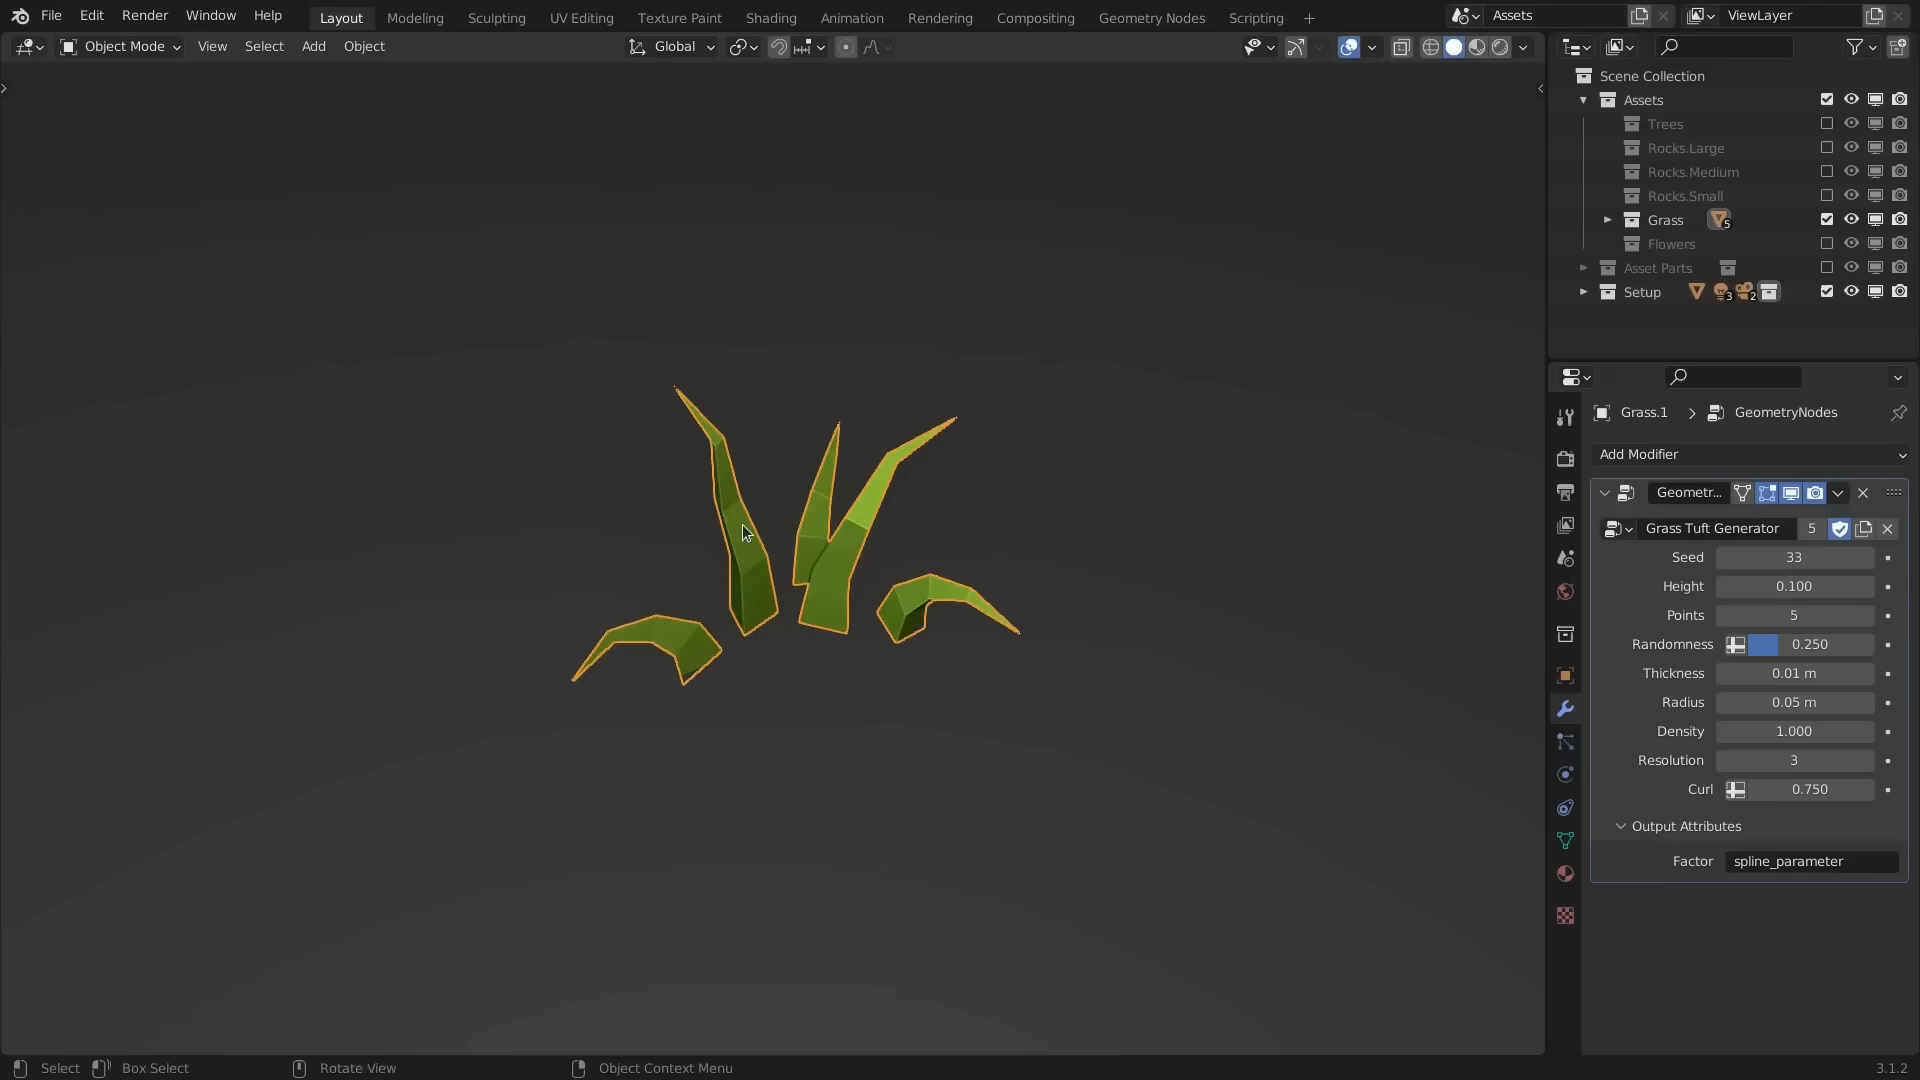 File Edit Render Window Help Layout Modeling Sculpting UV Editing Texture Paint Shading Animation Rendering Compositing Geometry Nodes Scripting + Assets ViewLayer
Object Mode View Select Add Object Global
Scene Collection
Assets
Trees
Rocks.Large
Rocks.Medium
Rocks.Small
Grass 5
Flowers
Asset Parts
Setup 3 2
Grass.1 > GeometryNodes
Add Modifier
Geometr...
Grass Tuft Generator 5
Seed 33
Height 0.100
Points 5
Randomness 0.250
Thickness 0.01 m
Radius 0.05 m
Density 1.000
Resolution 3
Curl 0.750
Output Attributes
Factor spline_parameter
Select Box Select Rotate View Object Context Menu 3.1.2